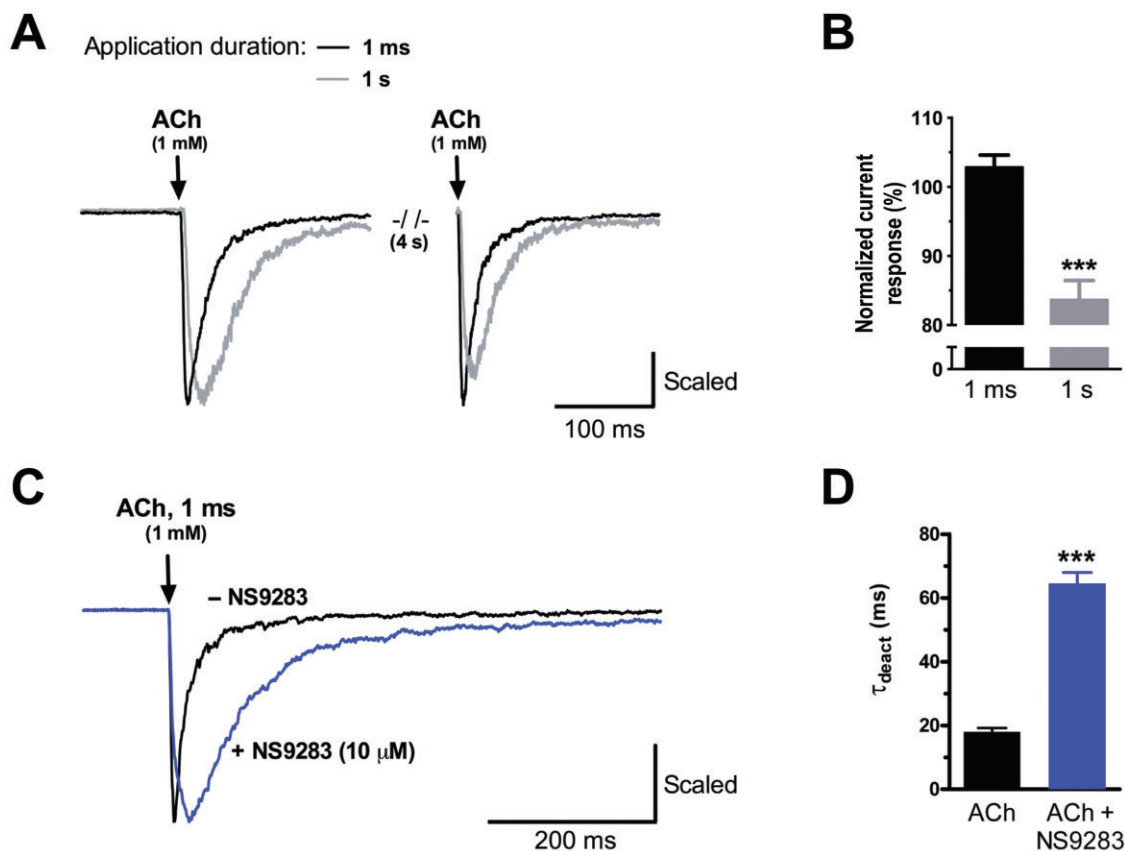 A
Application duration:
1 ms
1 s
ACh
(1 mM)
ACh
(1 mM)
-/ /-
(4 s)
Scaled
100 ms
B
Normalized current
response (%)
110
100
90
80
0
***
1 ms
1 s
C
ACh, 1 ms
(1 mM)
– NS9283
+ NS9283 (10 μM)
Scaled
200 ms
D
τdeact (ms)
80
60
40
20
0
***
ACh
ACh +
NS9283